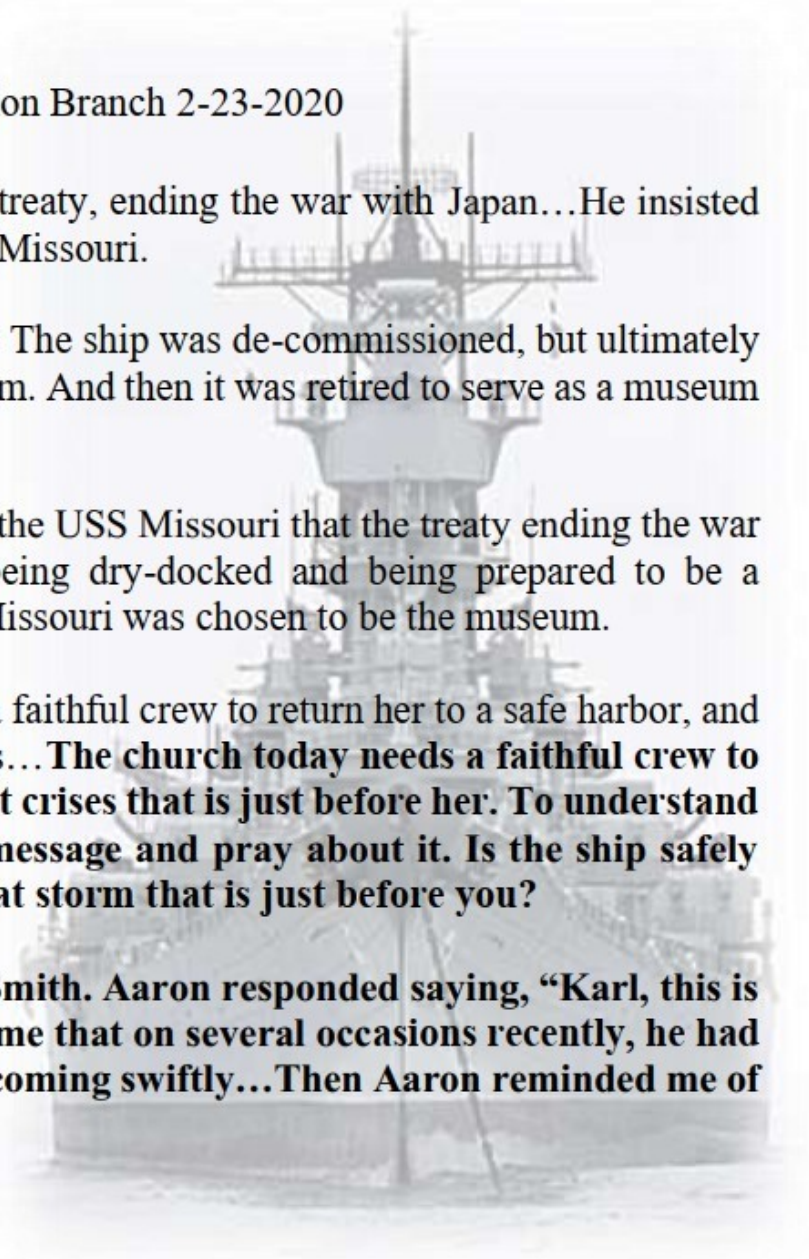 on Branch 2-23-2020
treaty, ending the war with Japan…He insisted
Missouri.
The ship was de-commissioned, but ultimately
m. And then it was retired to serve as a museum
the USS Missouri that the treaty ending the war
eing dry-docked and being prepared to be a
issouri was chosen to be the museum.
faithful crew to return her to a safe harbor, and
s…The church today needs a faithful crew to
t crises that is just before her. To understand
message and pray about it. Is the ship safely
at storm that is just before you?
Smith. Aaron responded saying, “Karl, this is
me that on several occasions recently, he had
coming swiftly…Then Aaron reminded me of